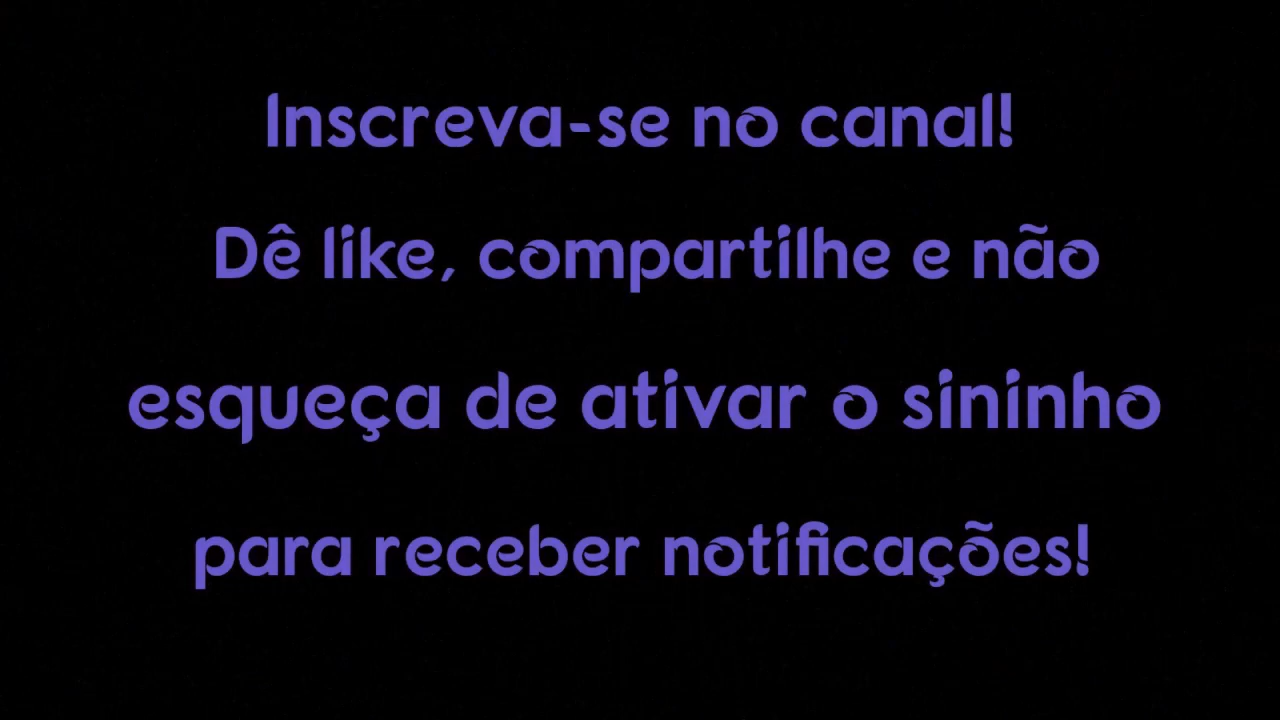 Inscreva-se no canal!
Dê like, compartilhe e não
esqueça de ativar o sininho
para receber notificações!